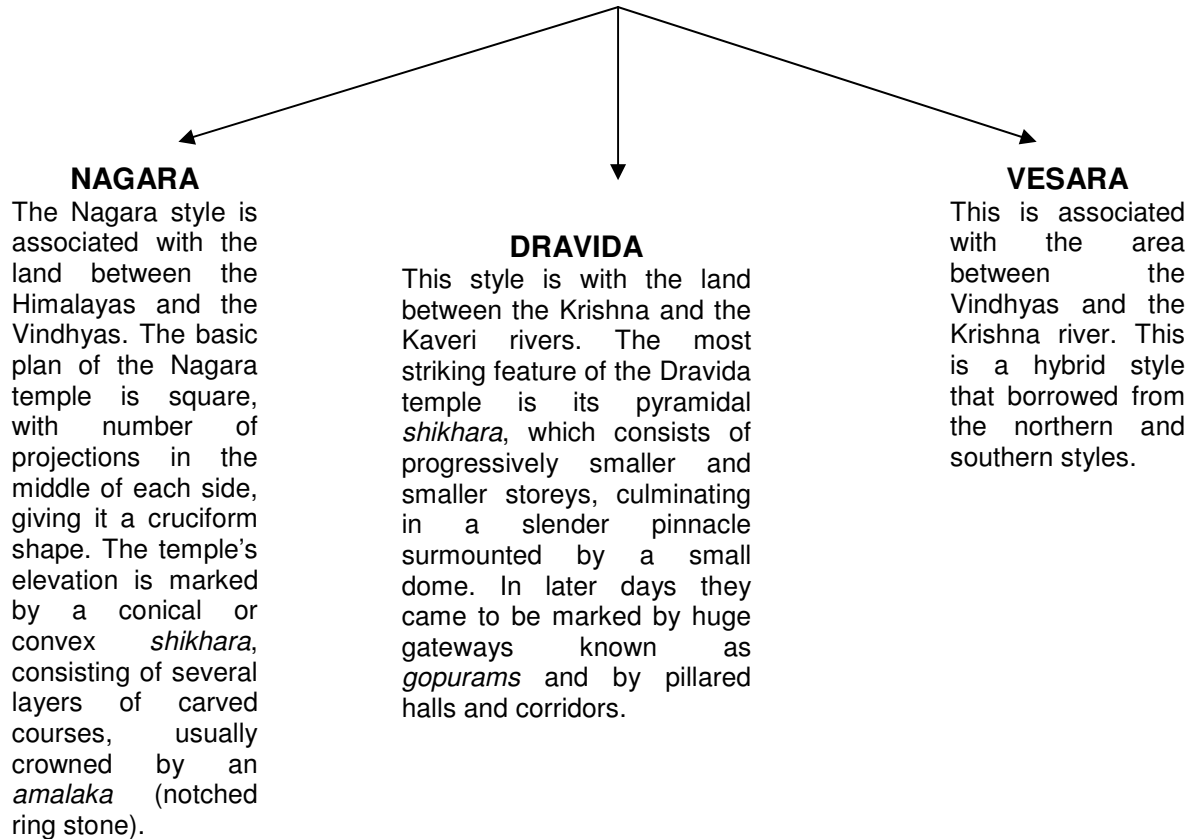 NAGARA
The Nagara style is
associated with the
land between the
Himalayas and the
Vindhyas. The basic
plan of the Nagara
temple is square,
with number of
projections in the
middle of each side,
giving it a cruciform
shape. The temple's
elevation is marked
by a conical or
convex shikhara,
consisting of several
layers of carved
courses, usually
crowned by an
amalaka (notched
ring stone).
DRAVIDA
This style is with the land
between the Krishna and the
Kaveri rivers. The most
striking feature of the Dravida
temple is its pyramidal
shikhara, which consists of
progressively smaller and
smaller storeys, culminating
in a slender pinnacle
surmounted by a small
dome. In later days they
came to be marked by huge
gateways known as
gopurams and by pillared
halls and corridors.
VESARA
This is associated
with the area
between the
Vindhyas and the
Krishna river. This
is a hybrid style
that borrowed from
the northern and
southern styles.